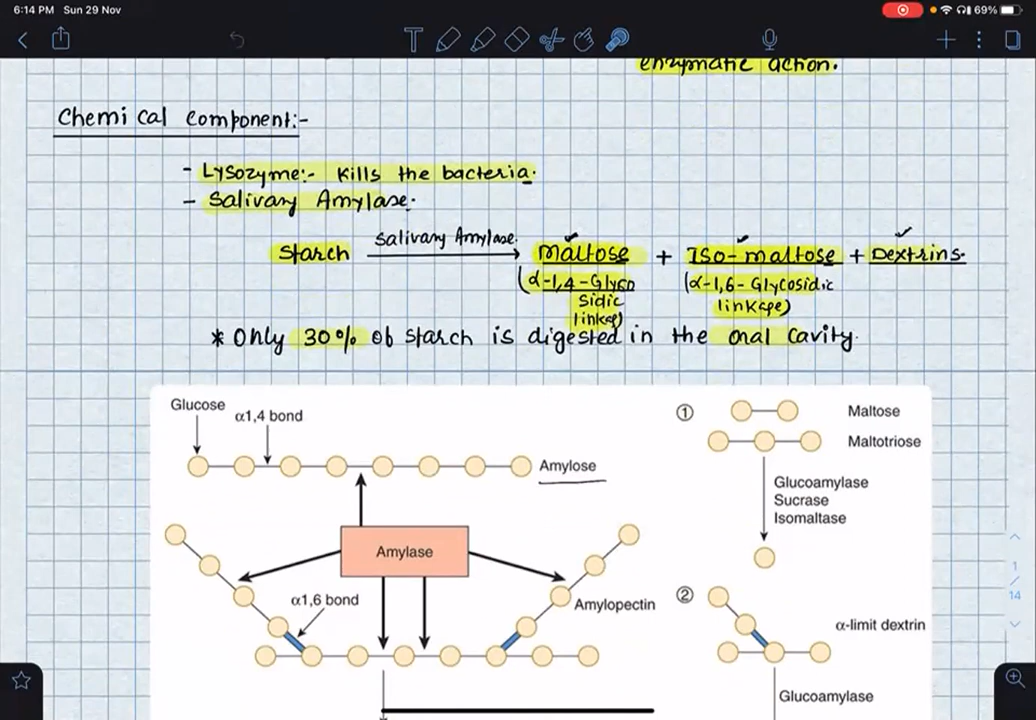 6:14 PM Sun 29 Nov
69%
T
enzymatic action.
Chemical Component:-
- Lysozyme:- Kills the bacteria.
- Salivary Amylase.
Starch Salivary Amylase. Maltose + Iso-maltose + Dextrins.
(α-1,4-Glyco (α-1,6-Glycosidic
sidic linkage)
linkage)
* Only 30% of starch is digested in the oral cavity.
Glucose
α1,4 bond
Amylose
Amylase
α1,6 bond
Amylopectin
1 Maltose
Maltotriose
Glucoamylase
Sucrase
Isomaltase
2
α-limit dextrin
Glucoamylase
1
/
14